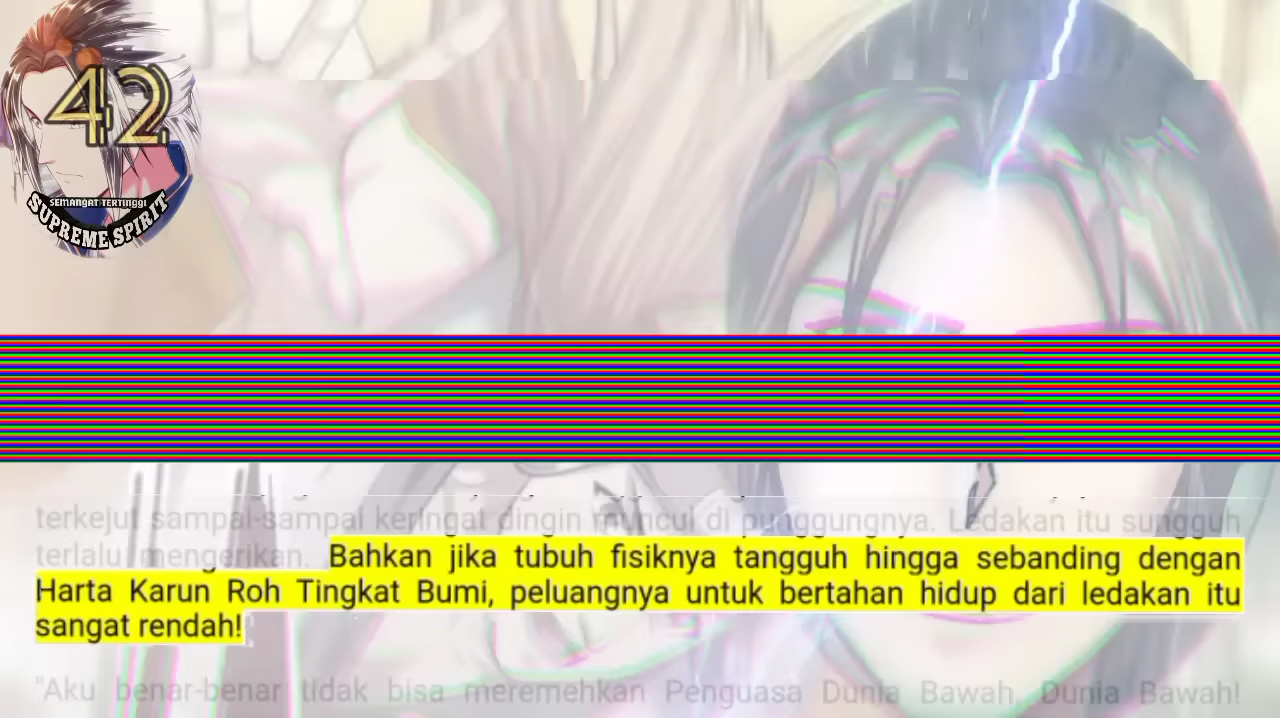 42
SEMANGAT TERTINGGI
SUPREME SPIRIT
terkejut sampai-sampai keringat dingin muncul di punggungnya. Ledakan itu sungguh
terlalu mengerikan. Bahkan jika tubuh fisiknya tangguh hingga sebanding dengan
Harta Karun Roh Tingkat Bumi, peluangnya untuk bertahan hidup dari ledakan itu
sangat rendah!
"Aku benar-benar tidak bisa meremehkan Penguasa Dunia Bawah, Dunia Bawah!